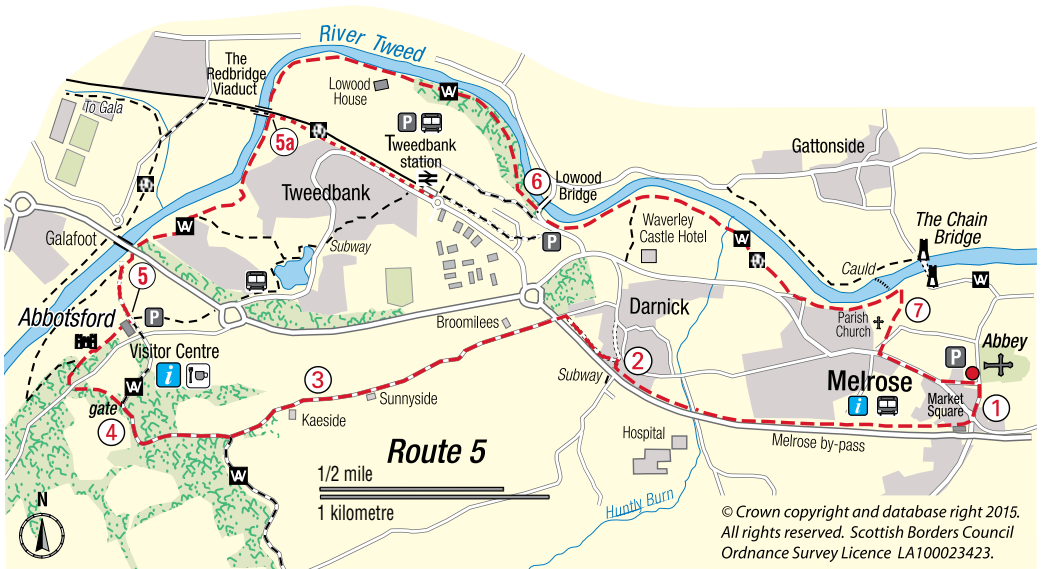 River Tweed
The
Redbridge
Viaduct
Lowood
House
W
To Gala
P
Tweedbank
station
5a
Gattonside
6
Lowood
Bridge
Tweedbank
W
Galafoot
Subway
P
Waverley
Castle Hotel
W
The Chain
Bridge
Cauld
W
5
Abbotsford
P
Broomilees
Darnick
Parish
Church
7
Visitor Centre
i
W
gate
4
3
Sunnyside
Kaeside
Subway
2
P
Abbey
Melrose
i
Market
Square
1
Melrose by-pass
Hospital
W
Route 5
1/2 mile
1 kilometre
Huntly Burn
N
© Crown copyright and database right 2015.
All rights reserved. Scottish Borders Council
Ordnance Survey Licence LA100023423.